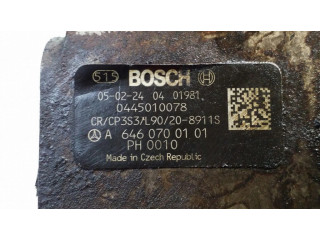 515 BOSCH
05-02-24 04 01981
0445010078
CR/CP3S3/L90/20-8911S
A 646 070 01 01
PH 0010
Made in Czech Republic